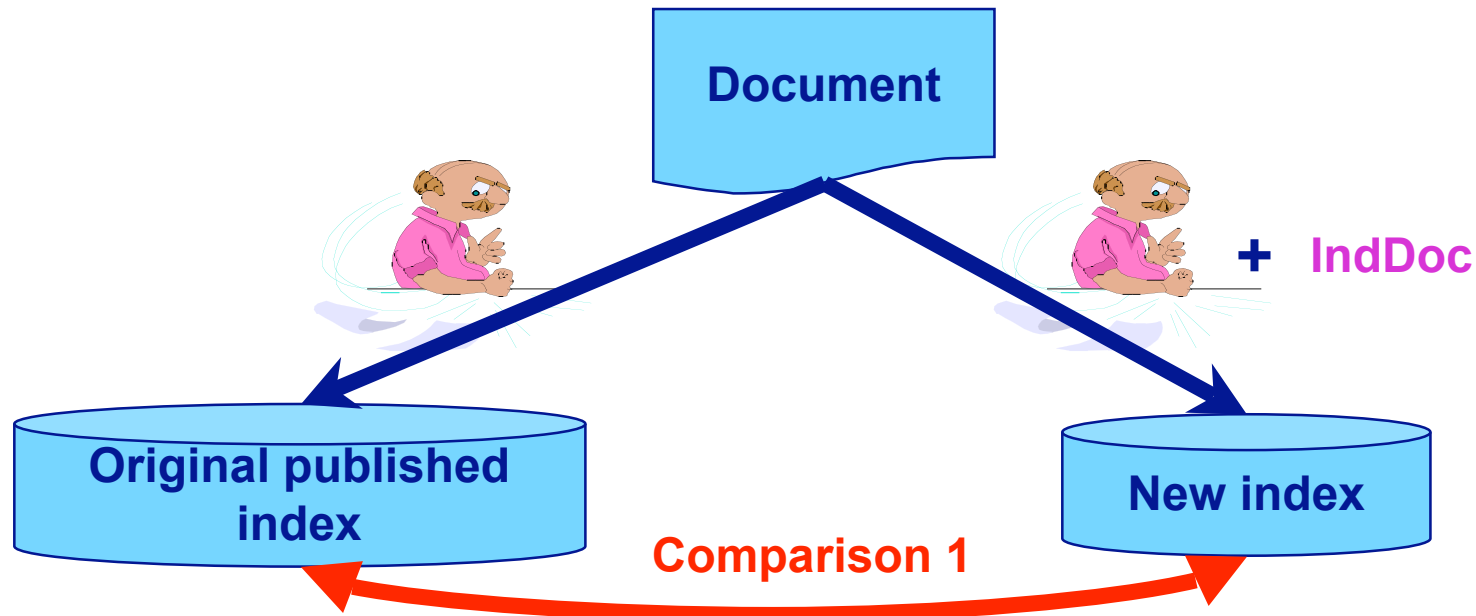 Document
+ IndDoc
Original published
index
New index
Comparison 1